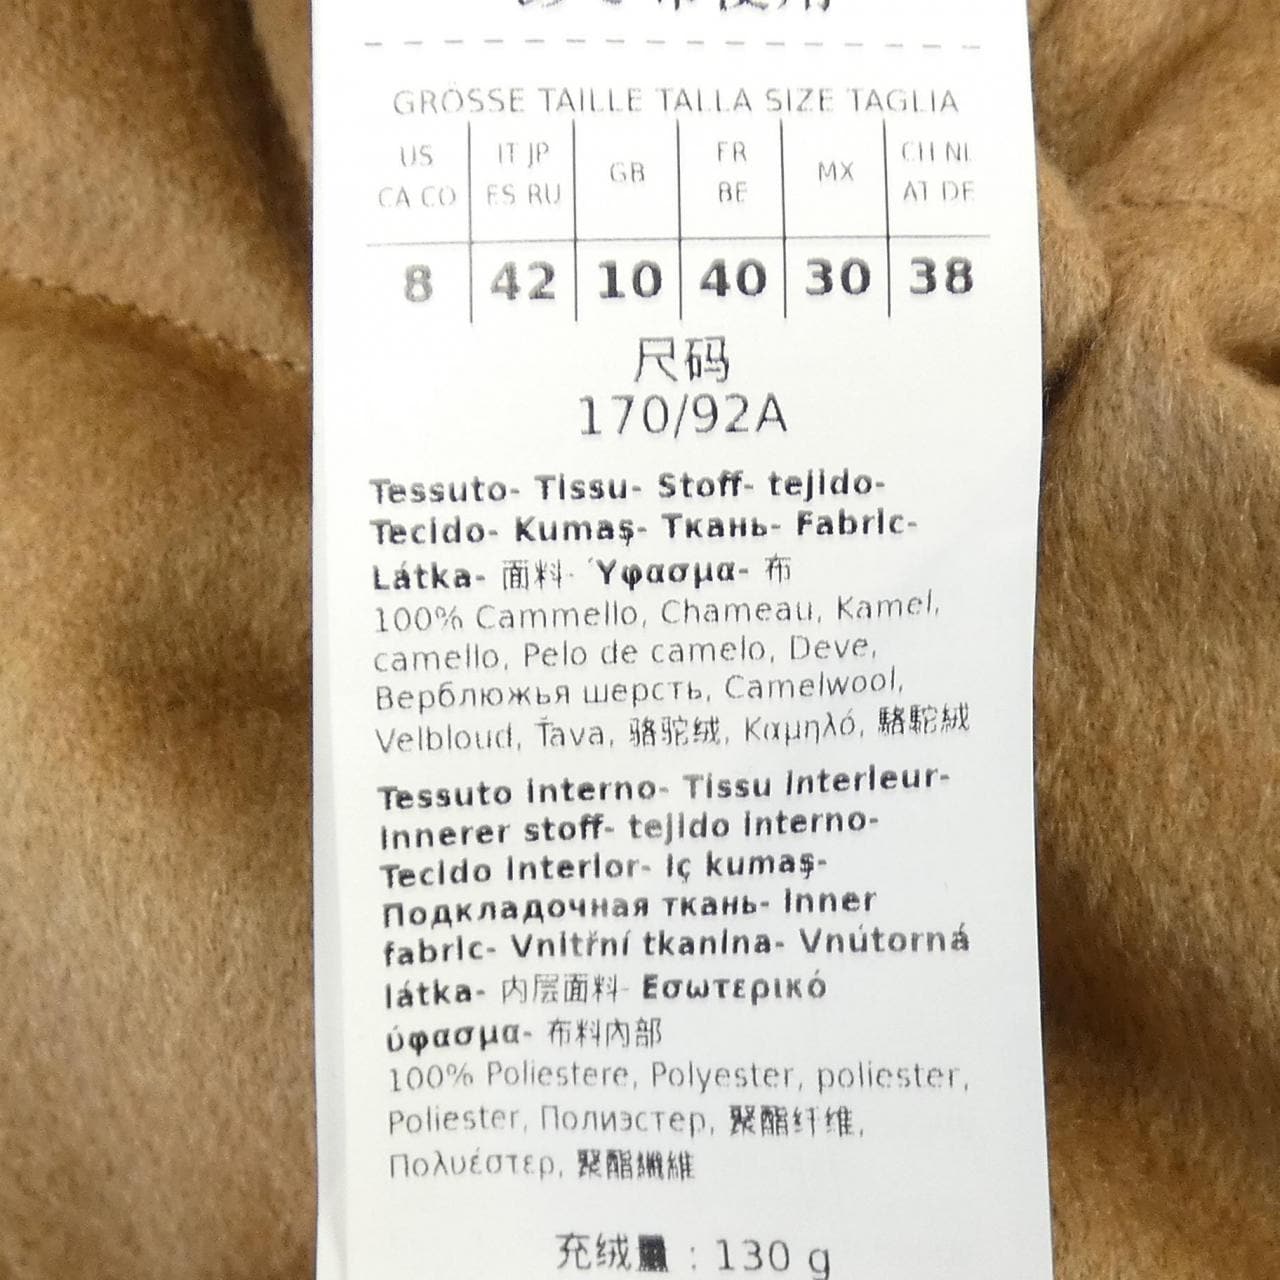 GRÖSSE TAILLE TALLA SIZE TAGLIA
US CA CO | IT JP ES RU | GB | FR BE | MX | CH NL AT DE
8 | 42 | 10 | 40 | 30 | 38
尺码
170/92A
Tessuto- Tissu- Stoff- tejido-
Tecido- Kumaş- Ткань- Fabric-
Látka- 面料- Ύφασμα- 布
100% Cammello, Chameau, Kamel,
camello, Pelo de camelo, Deve,
Верблюжья шерсть, Camelwool,
Velbloud, Ťava, 骆驼绒, Καμηλό, 駱駝絨
Tessuto interno- Tissu interieur-
innerer stoff- tejido interno-
Tecido interior- iç kumaş-
Подкладочная ткань- inner
fabric- Vnitřní tkanina- Vnútorná
látka- 内层面料- Εσωτερικό
ύφασμα- 布料內部
100% Poliestere, Polyester, poliester,
Poliester, Полиэстер, 聚酯纤维,
Πολυέστερ, 聚酯纖維
充绒量 : 130 g